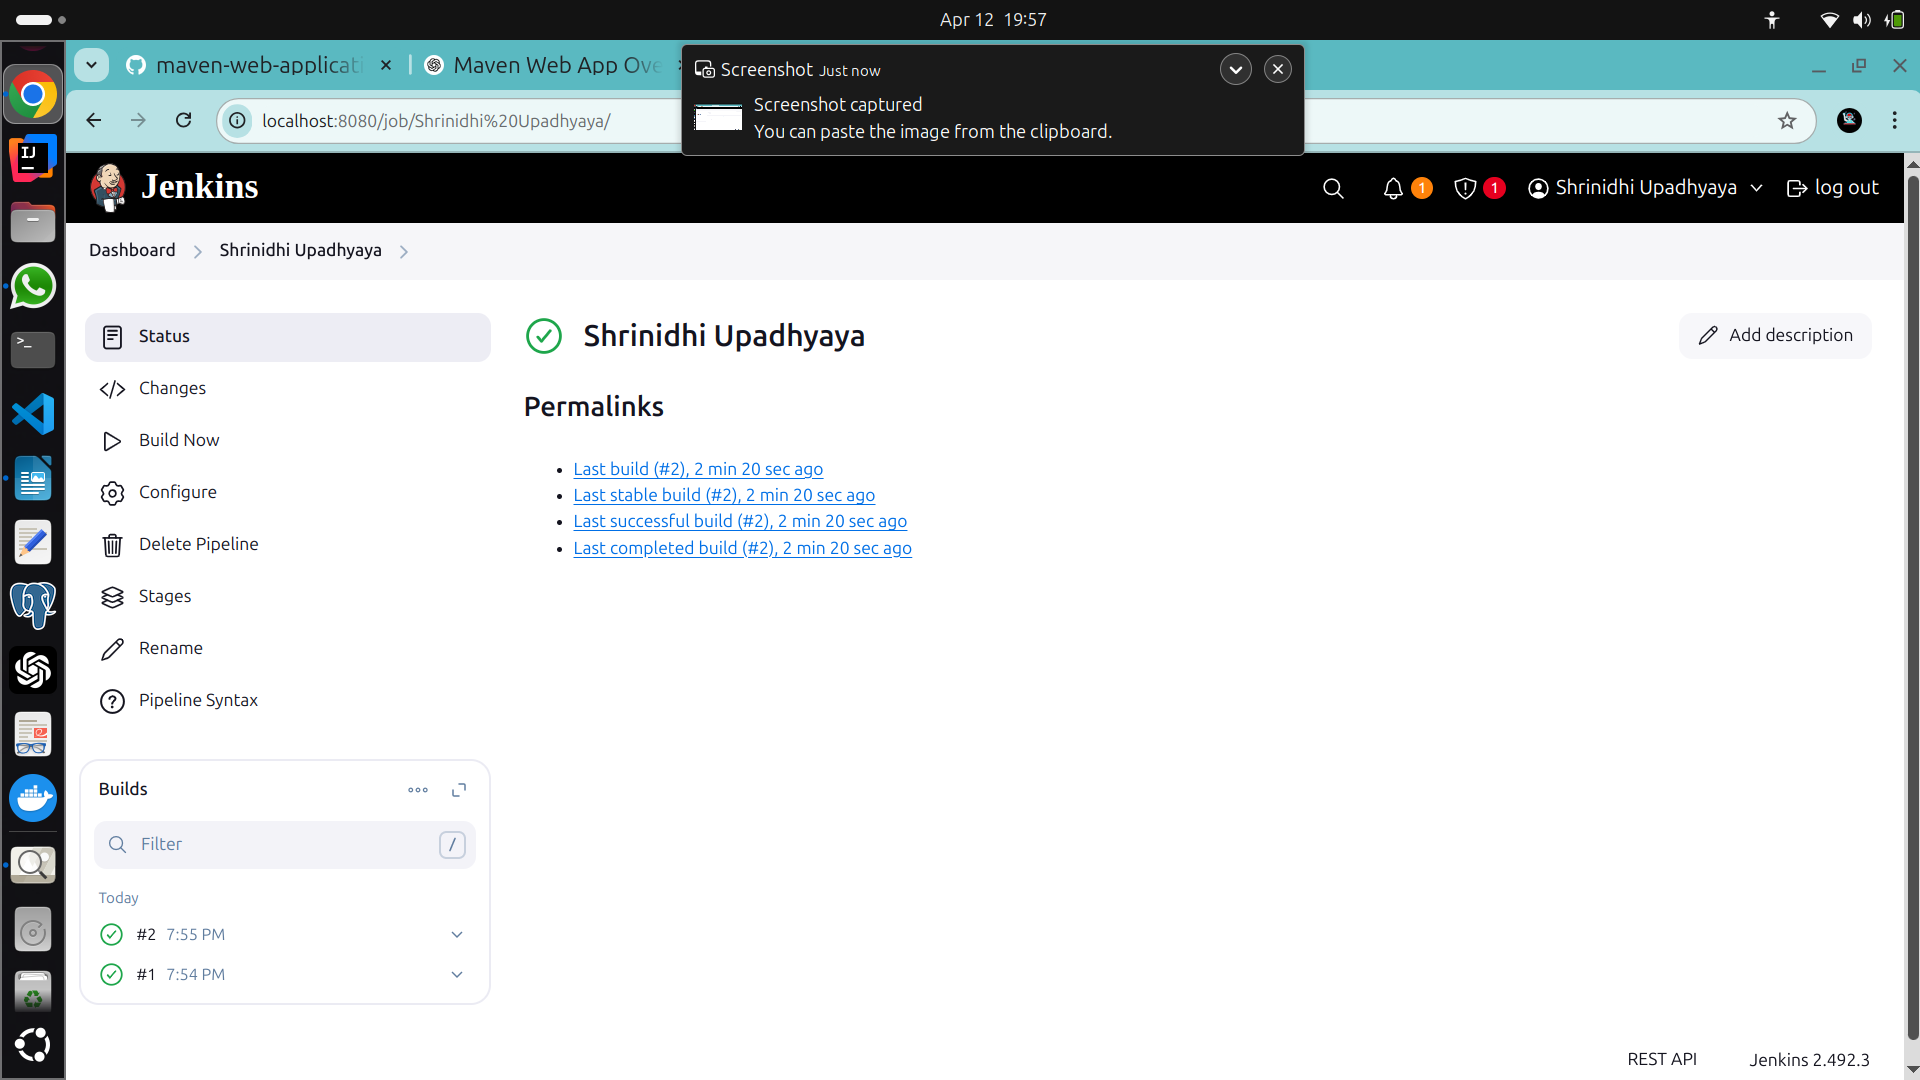 Apr 12 19:57
maven-web-applicati
Maven Web App Ove
Screenshot Just now
Screenshot captured
You can paste the image from the clipboard.
localhost:8080/job/Shrinidhi%20Upadhyaya/
Jenkins
1
1
Shrinidhi Upadhyaya
log out
Dashboard
Shrinidhi Upadhyaya
Status
Changes
Build Now
Configure
Delete Pipeline
Stages
Rename
Pipeline Syntax
Shrinidhi Upadhyaya
Add description
Permalinks
Last build (#2), 2 min 20 sec ago
Last stable build (#2), 2 min 20 sec ago
Last successful build (#2), 2 min 20 sec ago
Last completed build (#2), 2 min 20 sec ago
Builds
Filter
/
Today
#2 7:55 PM
#1 7:54 PM
REST API
Jenkins 2.492.3
IJ
>_